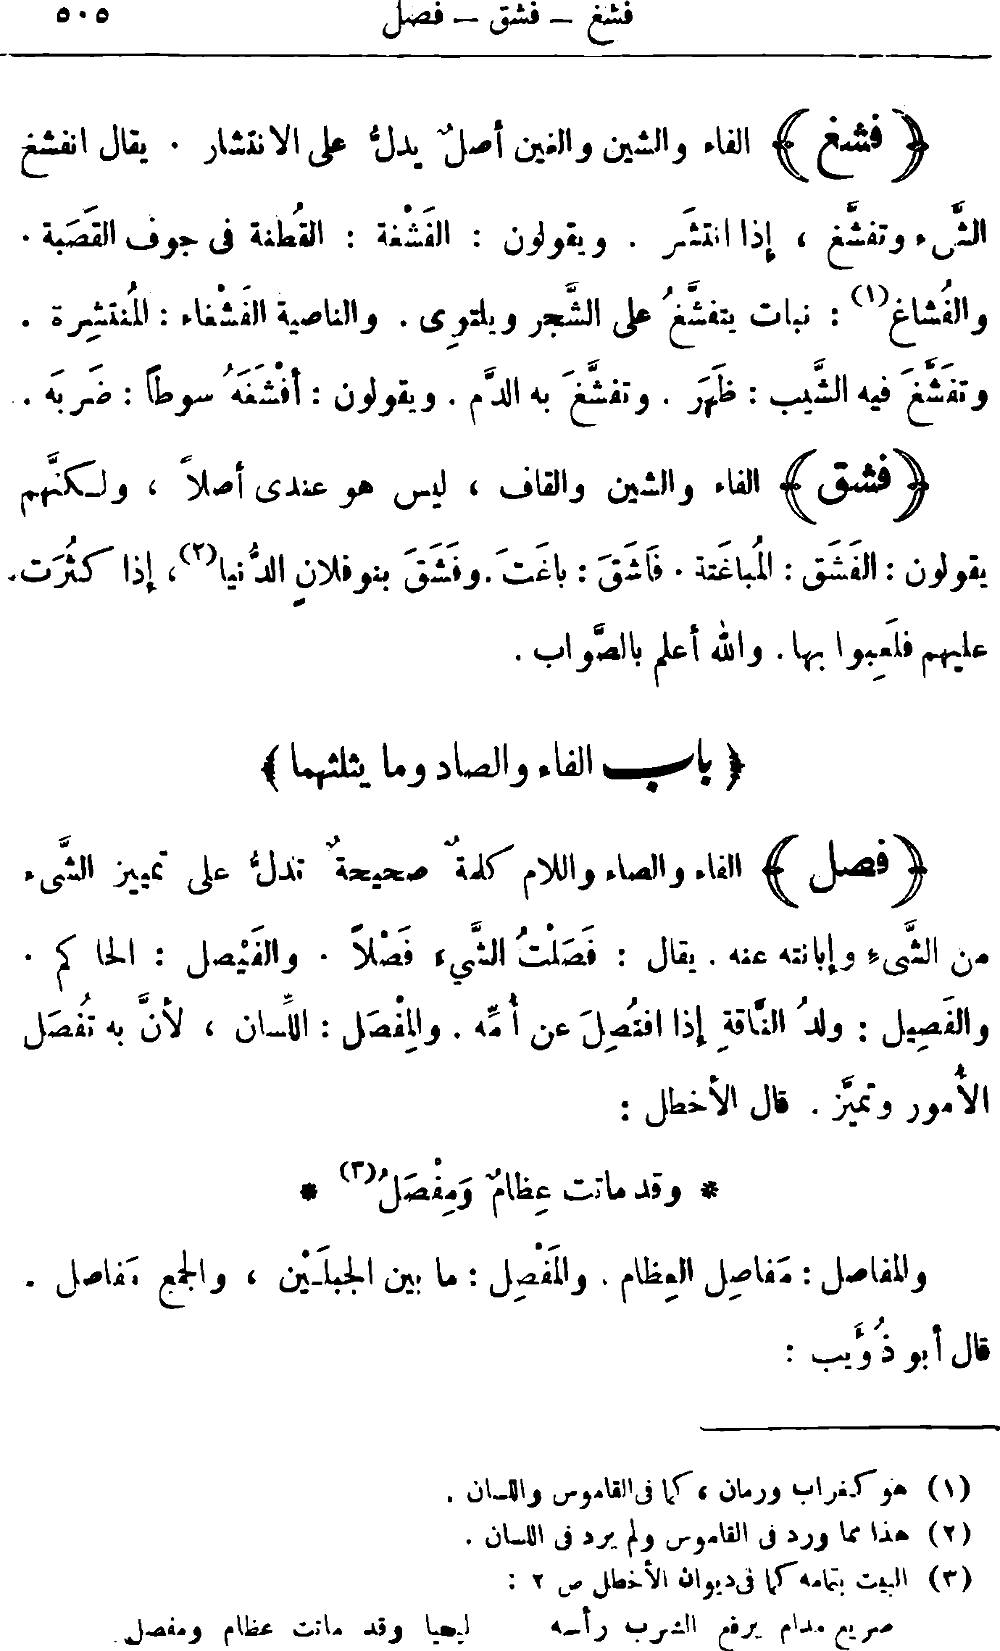 فشغ — فشق — فصل ٥٠٥
﴿ فشغ ﴾ الفاء والشين والغين أصلٌ يدلُّ على الانتشار . يقال انفشغ
الشَّىء وتفشَّغ ، إذا انتشَر . ويقولون : الفَشْغة : القُطنة فى جوف القَصَبة .
والفُشاغ(١) : نبات يتفشَّغُ على الشَّجر ويلتوِى . والناصية الفَشْغاء : المُنتشِرة .
وتَفَشَّغَ فيه الشَّيب : ظَهَرَ . وتفشَّغَ به الدَّم . ويقولون : أفْشَغَهُ سوطاً : ضَربَه .
﴿ فشق ﴾ الفاء والشين والقاف ، ليس هو عندى أصلاً ، ولكنَّهم
يقولون : الفَشَق : المُباغَتة . فَاشَقَ : باغَتَ . وفَشَقَ بنو فلانٍ الدُّنيا(٢) ، إذا كثُرَت
عليهم فلَعِبوا بها . والله أعلم بالصَّواب .
﴿ باب الفاء والصاد وما يثلثهما ﴾
﴿ فصل ﴾ الفاء والصاء واللام كلمةٌ صحيحةٌ تدلُّ على تمييز الشَّىء
من الشَّىءِ وإبانته عنه . يقال : فَصَلْتُ الشَّيء فَصْلاً . والفَيْصل : الحاكم .
والفَصِيل : ولدُ النَّاقةِ إذا افتُصِلَ عن أُمِّه . والمِفْصَل : اللِّسان ، لأنَّ به تُفصَل
الأُمور وتميَّز . قال الأخطل :
* وقد ماتت عِظامٌ وَمِفْصَلُ(٣) *
والمفاصل : مَفاصِل العِظام . والمَفْصِل : ما بين الجبلَيْن ، والجمع مَفاصل .
قال أبو ذُؤَيب :
(١) هو كغراب ورمان ، كما فى القاموس واللسان .
(٢) هذا مما ورد فى القاموس ولم يرد فى اللسان .
(٣) البيت بتمامه كما فى ديوان الأخطل ص ٢ :
صريع مدام يرفع الشرب رأسه ليحيا وقد ماتت عظام ومفصل